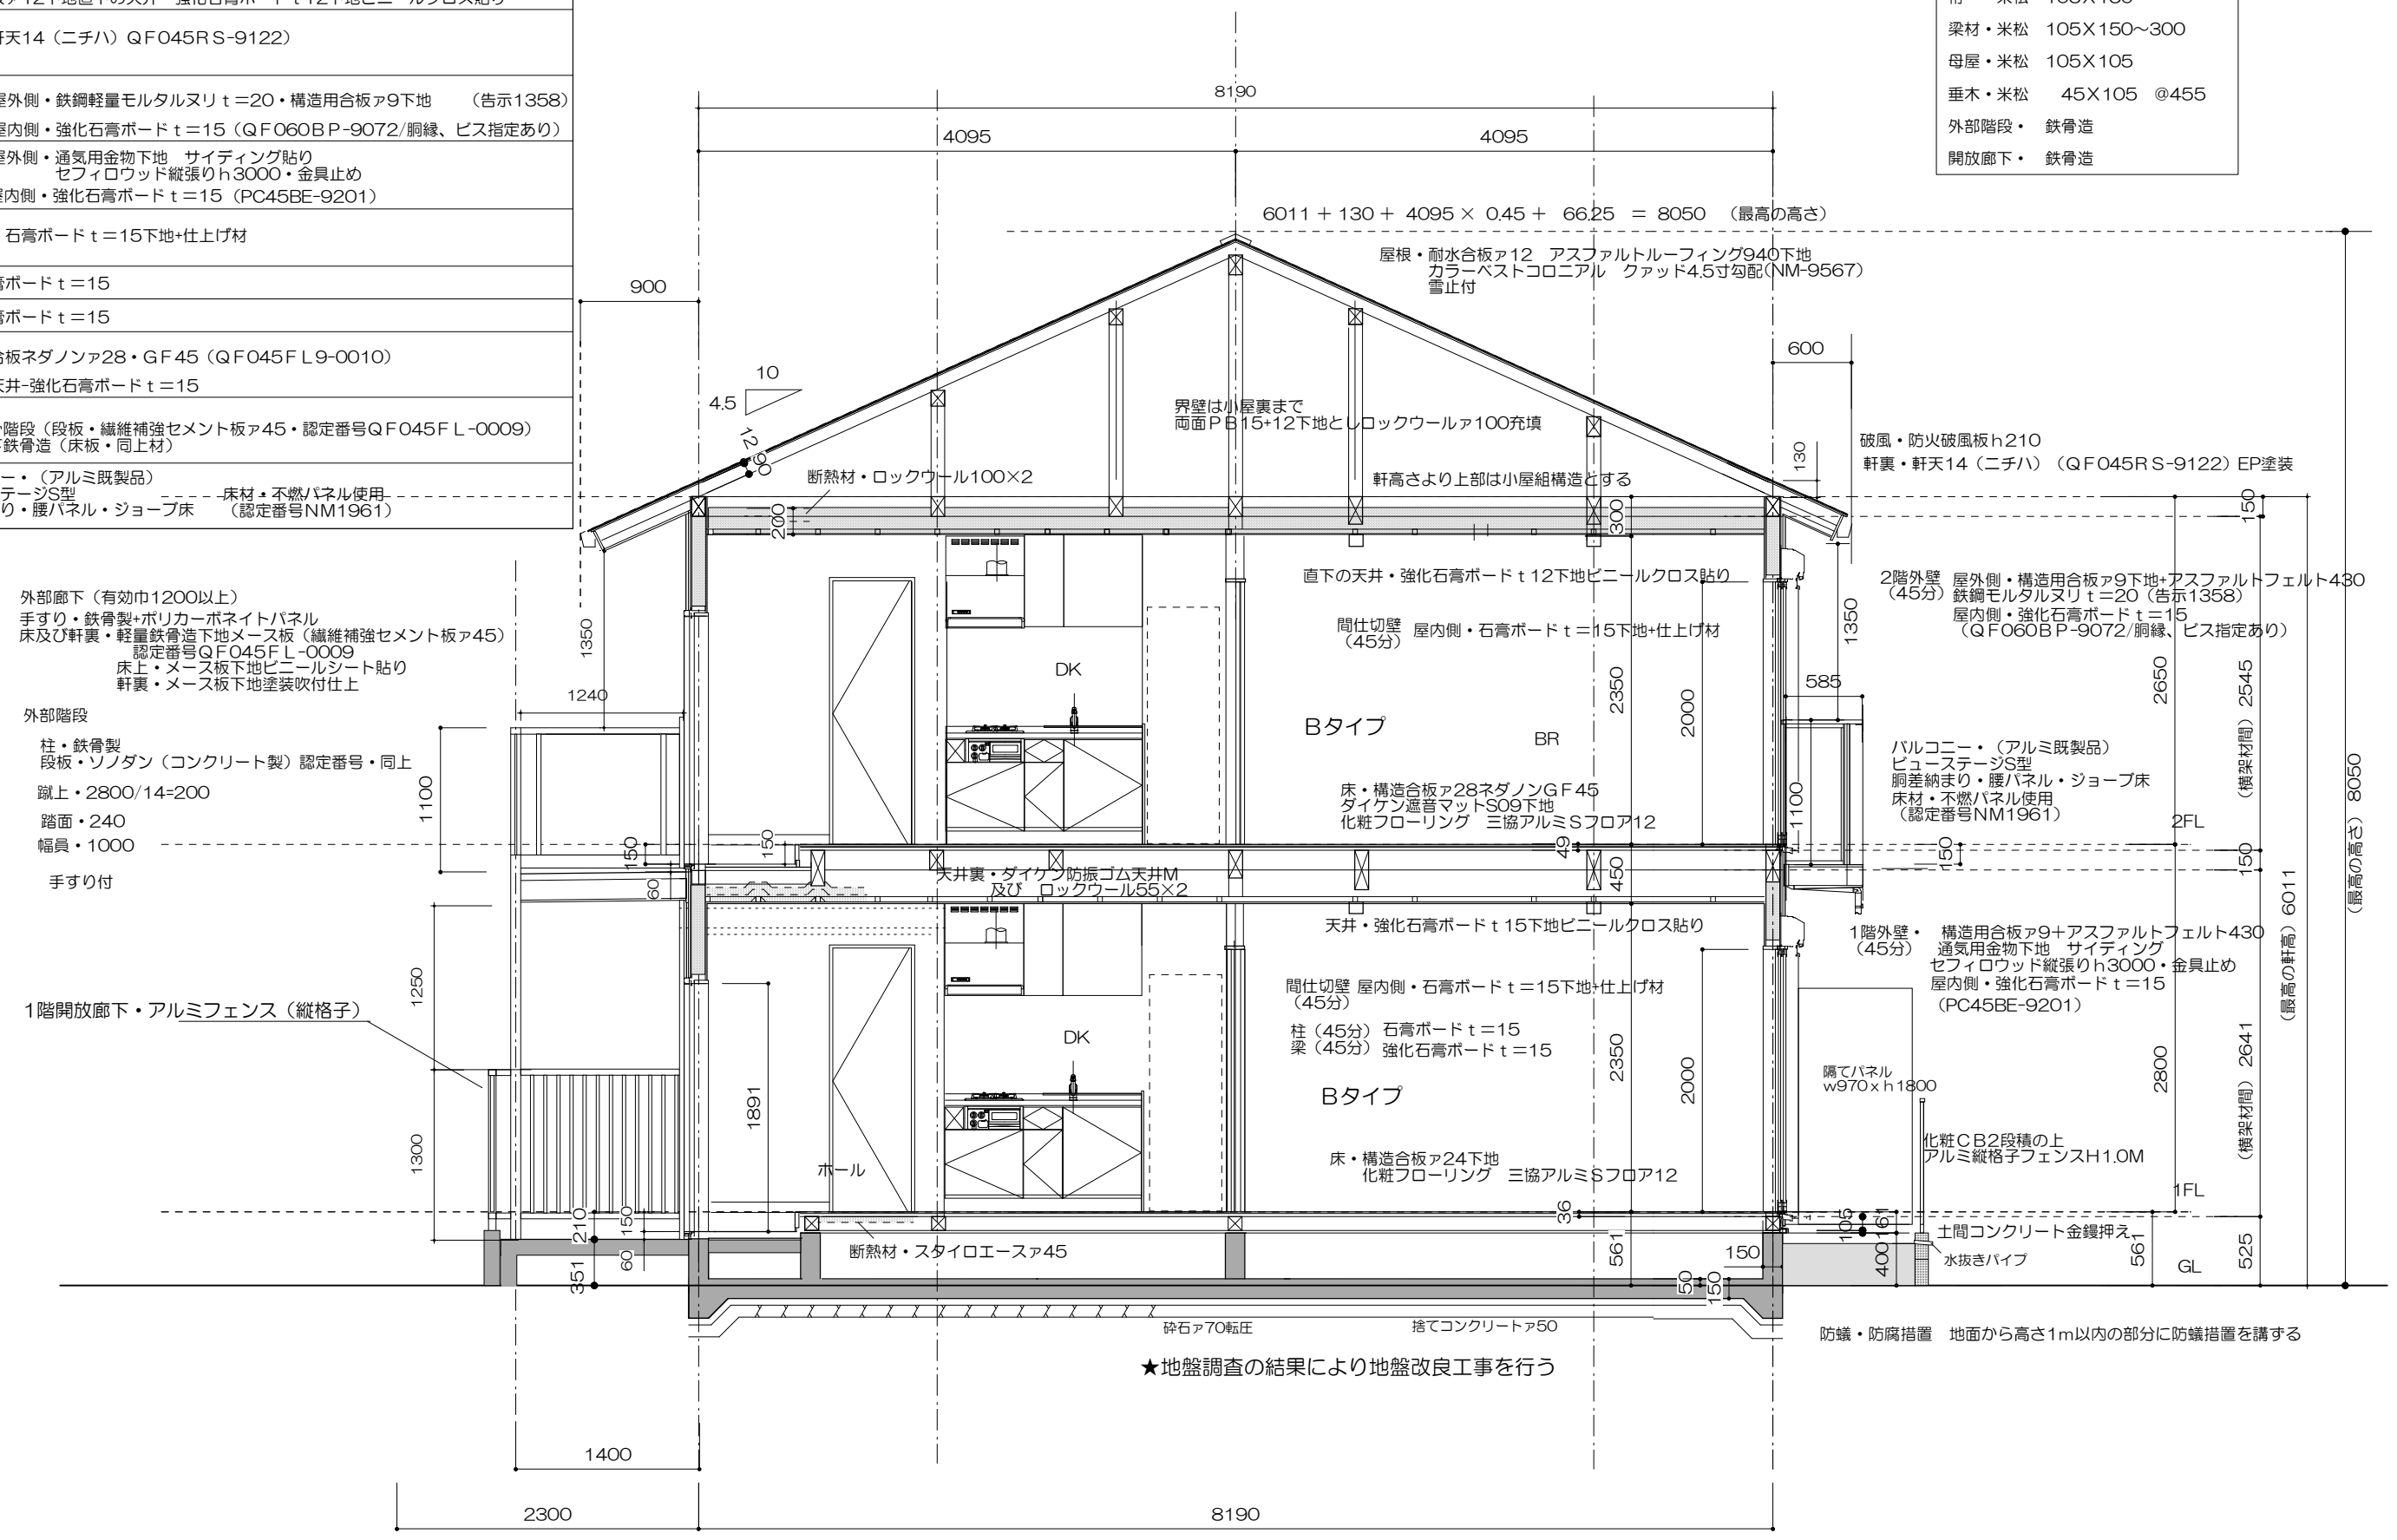 軒天14（ニチハ）QF045RS-9122）
屋外側・鉄鋼軽量モルタルヌリｔ＝20・構造用合板ァ9下地　（告示1358）
屋内側・強化石膏ボードｔ＝15（QF060BP-9072/胴縁、ビス指定あり）
屋外側・通気用金物下地　サイディング貼り
セフィロウッド縦張りｈ3000・金具止め
屋内側・強化石膏ボードｔ＝15（PC45BE-9201）
石膏ボードｔ＝15下地+仕上げ材
膏ボードｔ＝15
膏ボードｔ＝15
合板ネダノンァ28・GF45（QF045FL9-0010）
天井-強化石膏ボードｔ＝15
階段（段板・繊維補強セメント板ァ45・認定番号QF045FL-0009）
鉄骨造（床板・同上材）
ー・（アルミ既製品）
テージS型　床材・不燃パネル使用
り・腰パネル・ジョーブ床　（認定番号NM1961）
梁材・米松　105X150～300
母屋・米松　105X105
垂木・米松　45X105　@455
外部階段・　鉄骨造
開放廊下・　鉄骨造
8190
4095
4095
6011 + 130 + 4095 × 0.45 + 66.25 = 8050　（最高の高さ）
屋根・耐水合板ァ12　アスファルトルーフィング940下地
カラーベストコロニアル　クァッド4.5寸勾配(NM-9567)
雪止付
900
600
10
4.5
12
90
界壁は小屋裏まで
両面PB15+12下地としロックウールァ100充填
断熱材・ロックウール100×2
軒高さより上部は小屋組構造とする
130
破風・防火破風板ｈ210
軒裏・軒天14（ニチハ）（QF045RS-9122）EP塗装
200
300
150
外部廊下（有効巾1200以上）
手すり・鉄骨製+ポリカーボネイトパネル
床及び軒裏・軽量鉄骨造下地メース板（繊維補強セメント板ァ45）
認定番号QF045FL-0009
床上・メース板下地ビニールシート貼り
軒裏・メース板下地塗装吹付仕上
1350
1240
直下の天井・強化石膏ボードｔ12下地ビニールクロス貼り
間仕切壁
（45分）
屋内側・石膏ボードｔ＝15下地+仕上げ材
DK
Bタイプ
BR
2350
2000
1350
585
2階外壁
（45分）
屋外側・構造用合板ァ9下地+アスファルトフェルト430
鉄鋼モルタルヌリｔ＝20（告示1358）
屋内側・強化石膏ボードｔ＝15
（QF060BP-9072/胴縁、ビス指定あり）
2650
（横架材間）2545
外部階段
柱・鉄骨製
段板・ソノダン（コンクリート製）認定番号・同上
蹴上・2800/14=200
踏面・240
幅員・1000
手すり付
1100
150
150
60
床・構造合板ァ28ネダノンGF45
ダイケン遮音マットS09下地
化粧フローリング　三協アルミSフロア12
1100
バルコニー・（アルミ既製品）
ビューステージS型
胴差納まり・腰パネル・ジョーブ床
床材・不燃パネル使用
（認定番号NM1961）
2FL
150
150
49
450
（最高の高さ）8050
（最高の軒高）6011
天井裏・ダイケン防振ゴム天井M
及び　ロックウール55×2
天井・強化石膏ボードｔ15下地ビニールクロス貼り
1階外壁・
（45分）
構造用合板ァ9＋アスファルトフェルト430
通気用金物下地　サイディング
セフィロウッド縦張りｈ3000・金具止め
屋内側・強化石膏ボードｔ＝15
(PC45BE-9201)
1250
1階開放廊下・アルミフェンス（縦格子）
1300
1891
間仕切壁
（45分）
屋内側・石膏ボードｔ＝15下地+仕上げ材
柱（45分）石膏ボードｔ＝15
梁（45分）強化石膏ボードｔ＝15
DK
Bタイプ
ホール
2350
2000
隔てパネル
w970xｈ1800
2800
（横架材間）2641
化粧CB2段積の上
アルミ縦格子フェンスH1.0M
床・構造合板ァ24下地
化粧フローリング　三協アルミSフロア12
1FL
210
150
60
351
36
561
断熱材・スタイロエースァ45
150
50
150
105
161
400
土間コンクリート金鏝押え
水抜きパイプ
561
GL
525
砕石ァ70転圧
捨てコンクリートァ50
防蟻・防腐措置　地面から高さ1m以内の部分に防蟻措置を講ずる
★地盤調査の結果により地盤改良工事を行う
1400
2300
8190